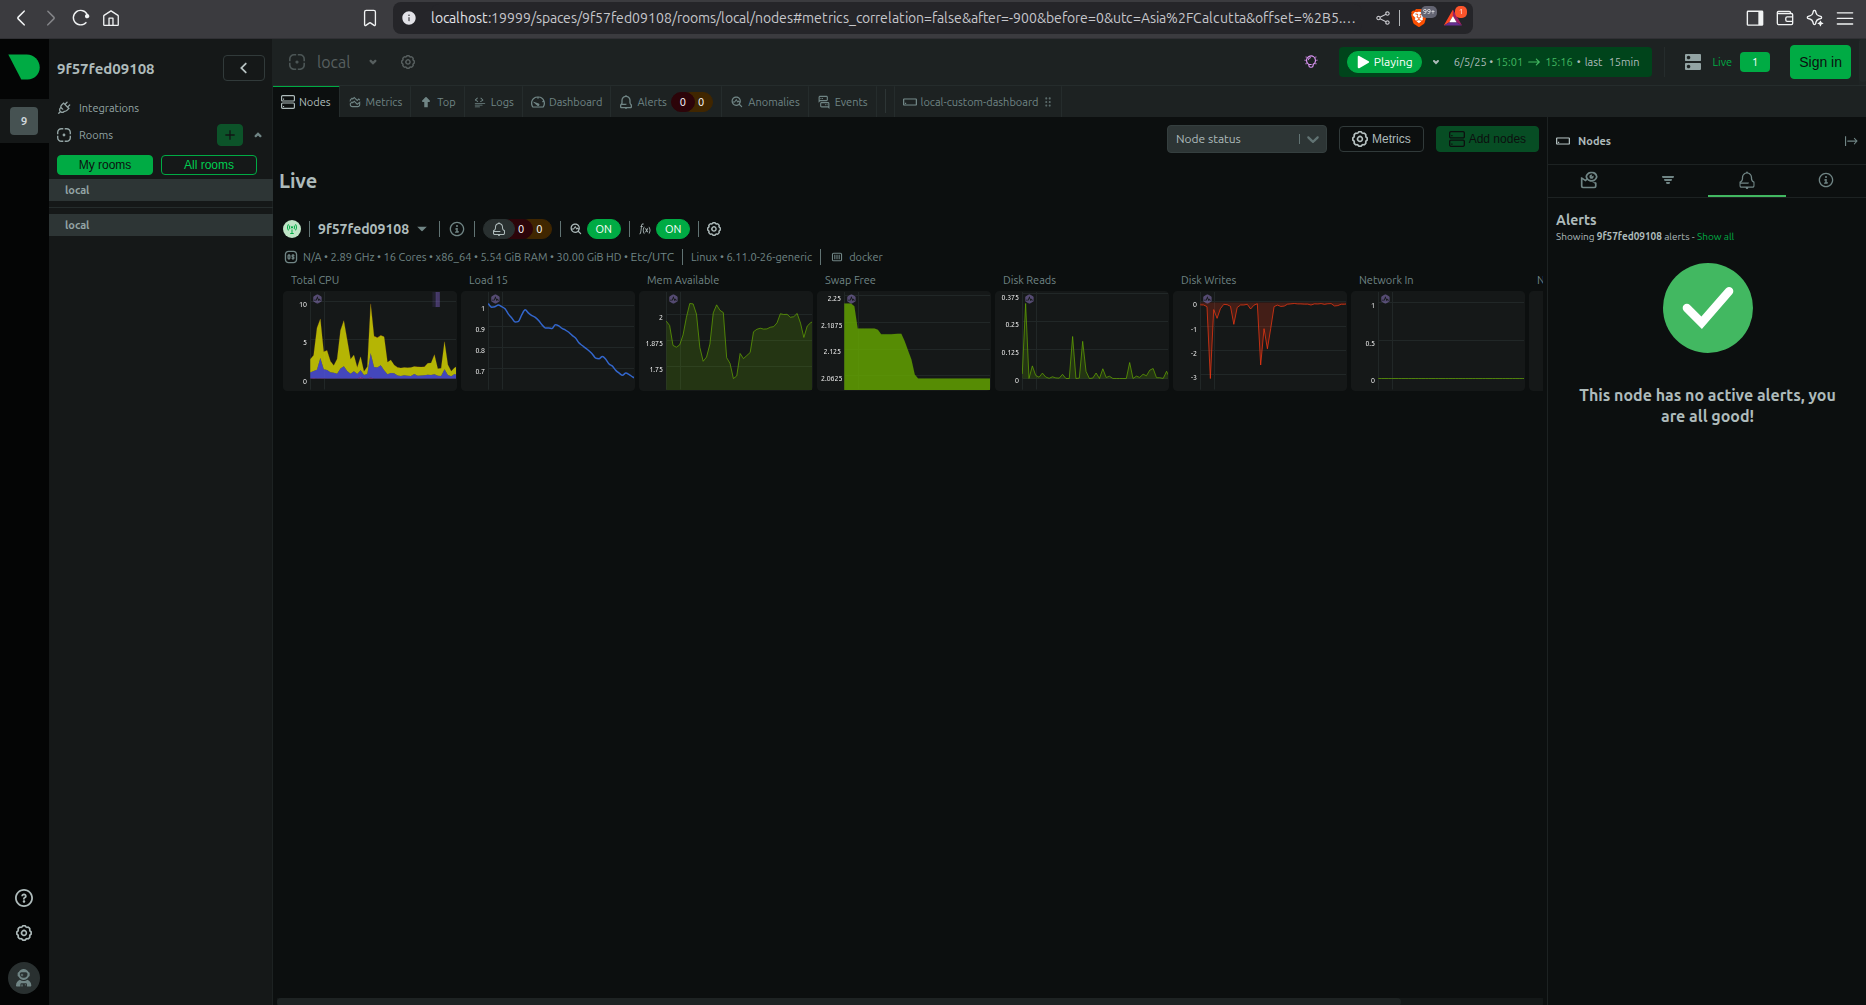 localhost:19999/spaces/9f57fed09108/rooms/local/nodes#metrics_correlation=false&after=-900&before=0&utc=Asia%2FCalcutta&offset=%2B5....
99+
1
9f57fed09108
9
Integrations
Rooms
My rooms
All rooms
local
local
local
Playing
6/5/25 • 15:01 → 15:16 • last 15min
Live
1
Sign in
Nodes
Metrics
Top
Logs
Dashboard
Alerts
0
0
Anomalies
Events
local-custom-dashboard
Node status
Metrics
Add nodes
Live
9f57fed09108
0
0
ON
f(x)
ON
N/A • 2.89 GHz • 16 Cores • x86_64 • 5.54 GiB RAM • 30.00 GiB HD • Etc/UTC
Linux • 6.11.0-26-generic
docker
Total CPU
10
5
0
Load 15
1
0.9
0.8
0.7
Mem Available
2
1.875
1.75
Swap Free
2.25
2.1875
2.125
2.0625
Disk Reads
0.375
0.25
0.125
0
Disk Writes
0
-1
-2
-3
Network In
1
0.5
0
N
Nodes
Alerts
Showing 9f57fed09108 alerts - Show all
This node has no active alerts, you
are all good!